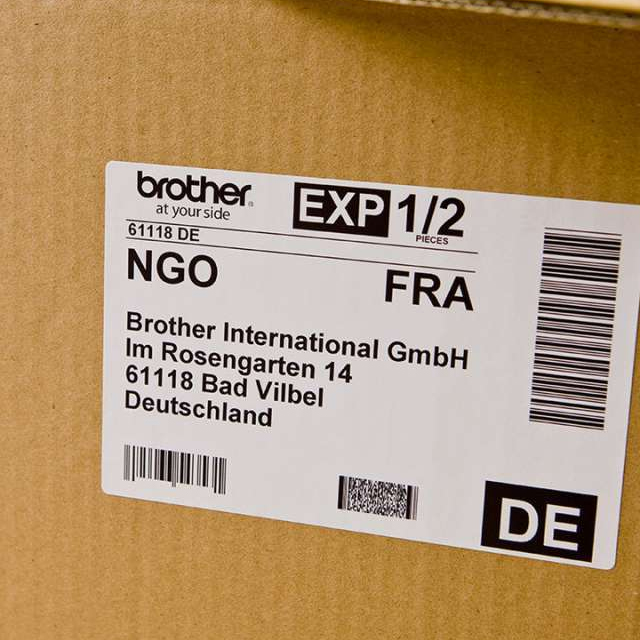 brother
at your side
EXP 1/2
PIECES
61118 DE
NGO
FRA
Brother International GmbH
Im Rosengarten 14
61118 Bad Vilbel
Deutschland
DE